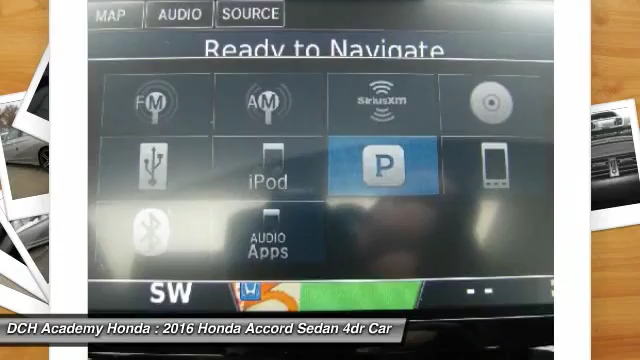 MAP AUDIO SOURCE
Ready to Navigate
FM AM SiriusXM
iPod P
AUDIO
Apps
SW --
DCH Academy Honda : 2016 Honda Accord Sedan 4dr Car